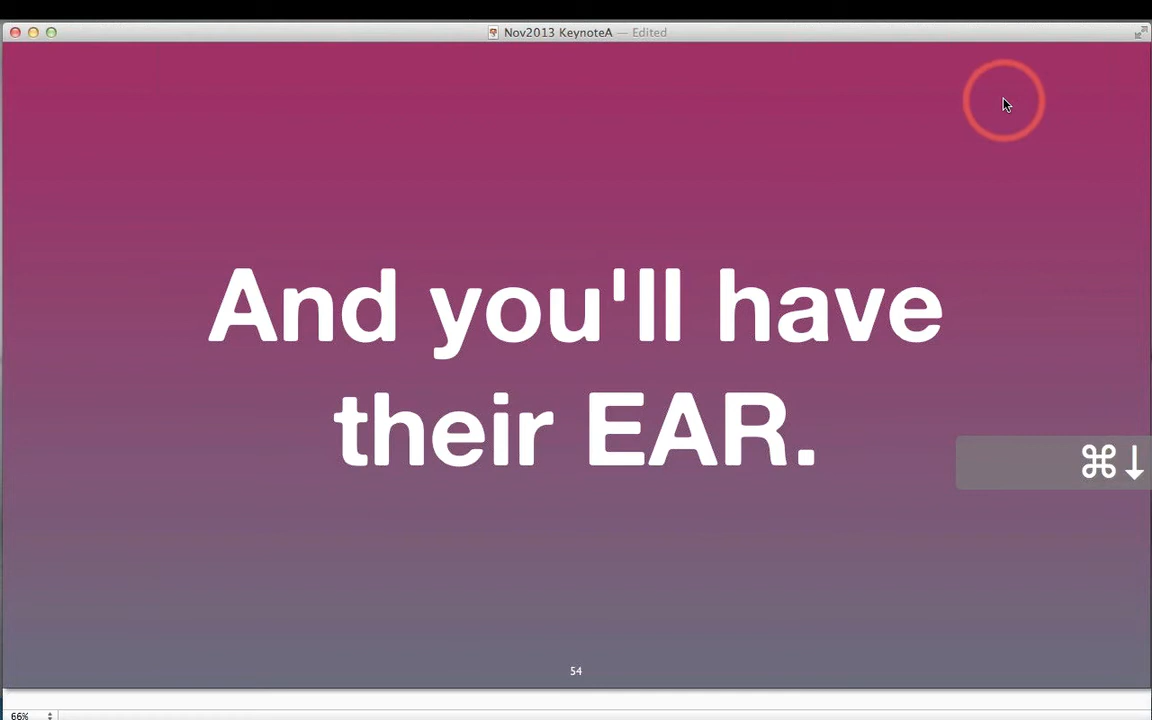 Nov2013 KeynoteA — Edited
And you'll have
their EAR.
⌘↓
54
66%